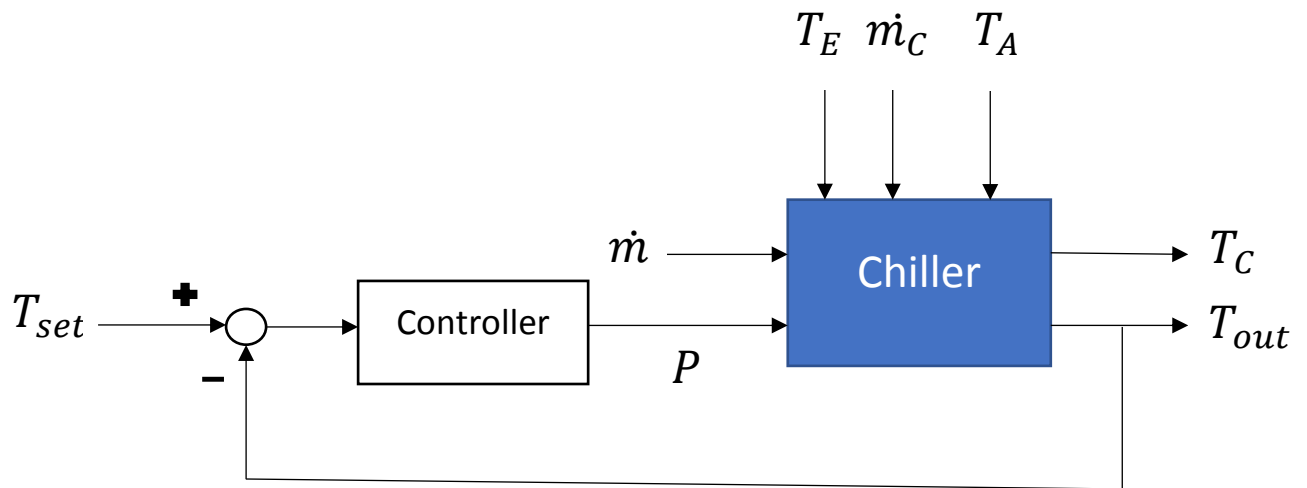 T_E ṁ_C T_A
ṁ
Chiller
T_C
T_set
+
Controller
P
T_out
−